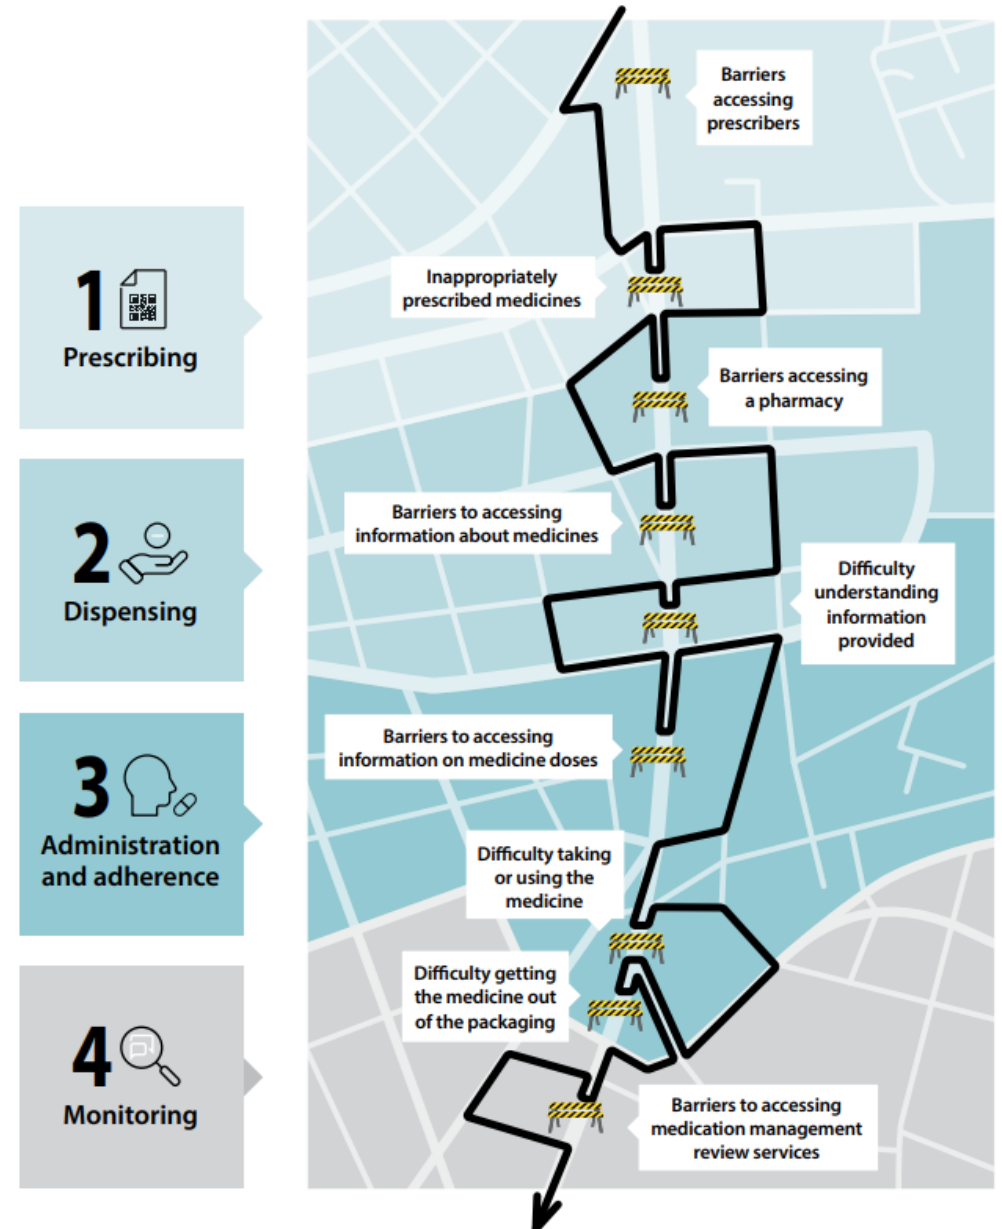 Barriers
accessing
prescribers
1
Prescribing
Inappropriately
prescribed medicines
Barriers accessing
a pharmacy
2
Dispensing
Barriers to accessing
information about medicines
Difficulty
understanding
information
provided
3
Administration
and adherence
Barriers to accessing
information on medicine doses
Difficulty taking
or using the
medicine
Difficulty getting
the medicine out
of the packaging
4
Monitoring
Barriers to accessing
medication management
review services